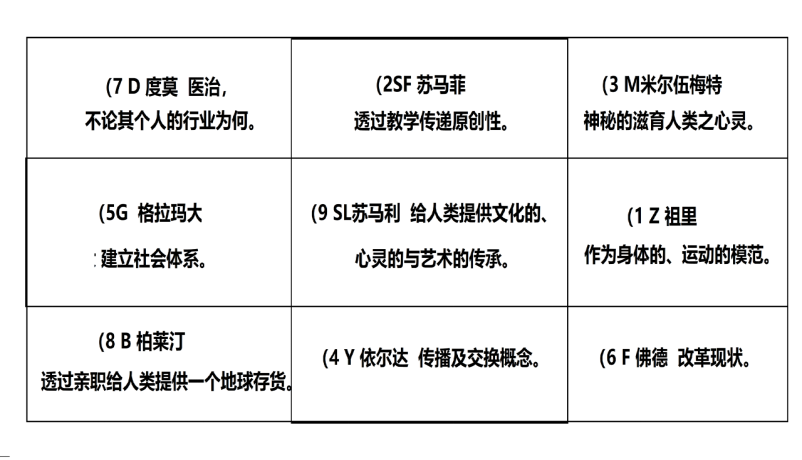 (7 D 度莫 医治，
不论其个人的行业为何。
(2SF 苏马菲
透过教学传递原创性。
(3 M米尔伍梅特
神秘的滋育人类之心灵。
(5G 格拉玛大
: 建立社会体系。
(9 SL苏马利 给人类提供文化的、
心灵的与艺术的传承。
(1 Z 祖里
作为身体的、运动的模范。
(8 B 柏莱汀
透过亲职给人类提供一个地球存货。
(4 Y 依尔达 传播及交换概念。
(6 F 佛德 改革现状。